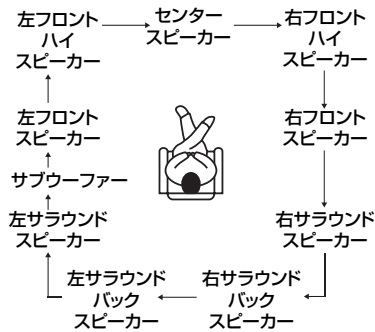 左フロント
ハイ
スピーカー
センター
スピーカー
右フロント
ハイ
スピーカー
左フロント
スピーカー
右フロント
スピーカー
サブウーファー
左サラウンド
スピーカー
右サラウンド
スピーカー
左サラウンド
バック
スピーカー
右サラウンド
バック
スピーカー